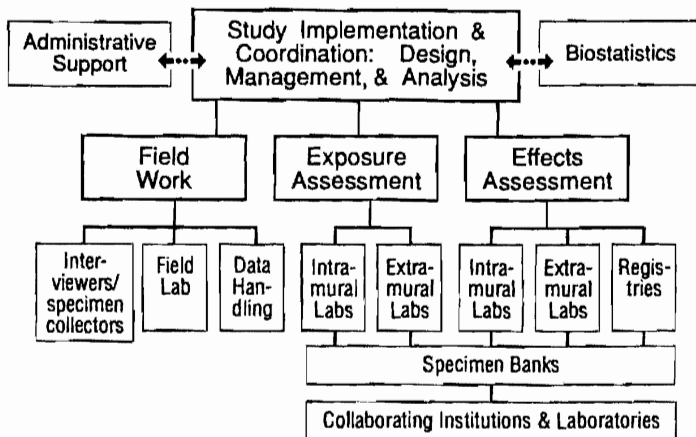 Administrative
Support
Study Implementation &
Coordination: Design,
Management, & Analysis
Biostatistics
Field
Work
Exposure
Assessment
Effects
Assessment
Inter-
viewers/
specimen
collectors
Field
Lab
Data
Han-
dling
Intra-
mural
Labs
Extra-
mural
Labs
Intra-
mural
Labs
Extra-
mural
Labs
Regis-
tries
Specimen Banks
Collaborating Institutions & Laboratories